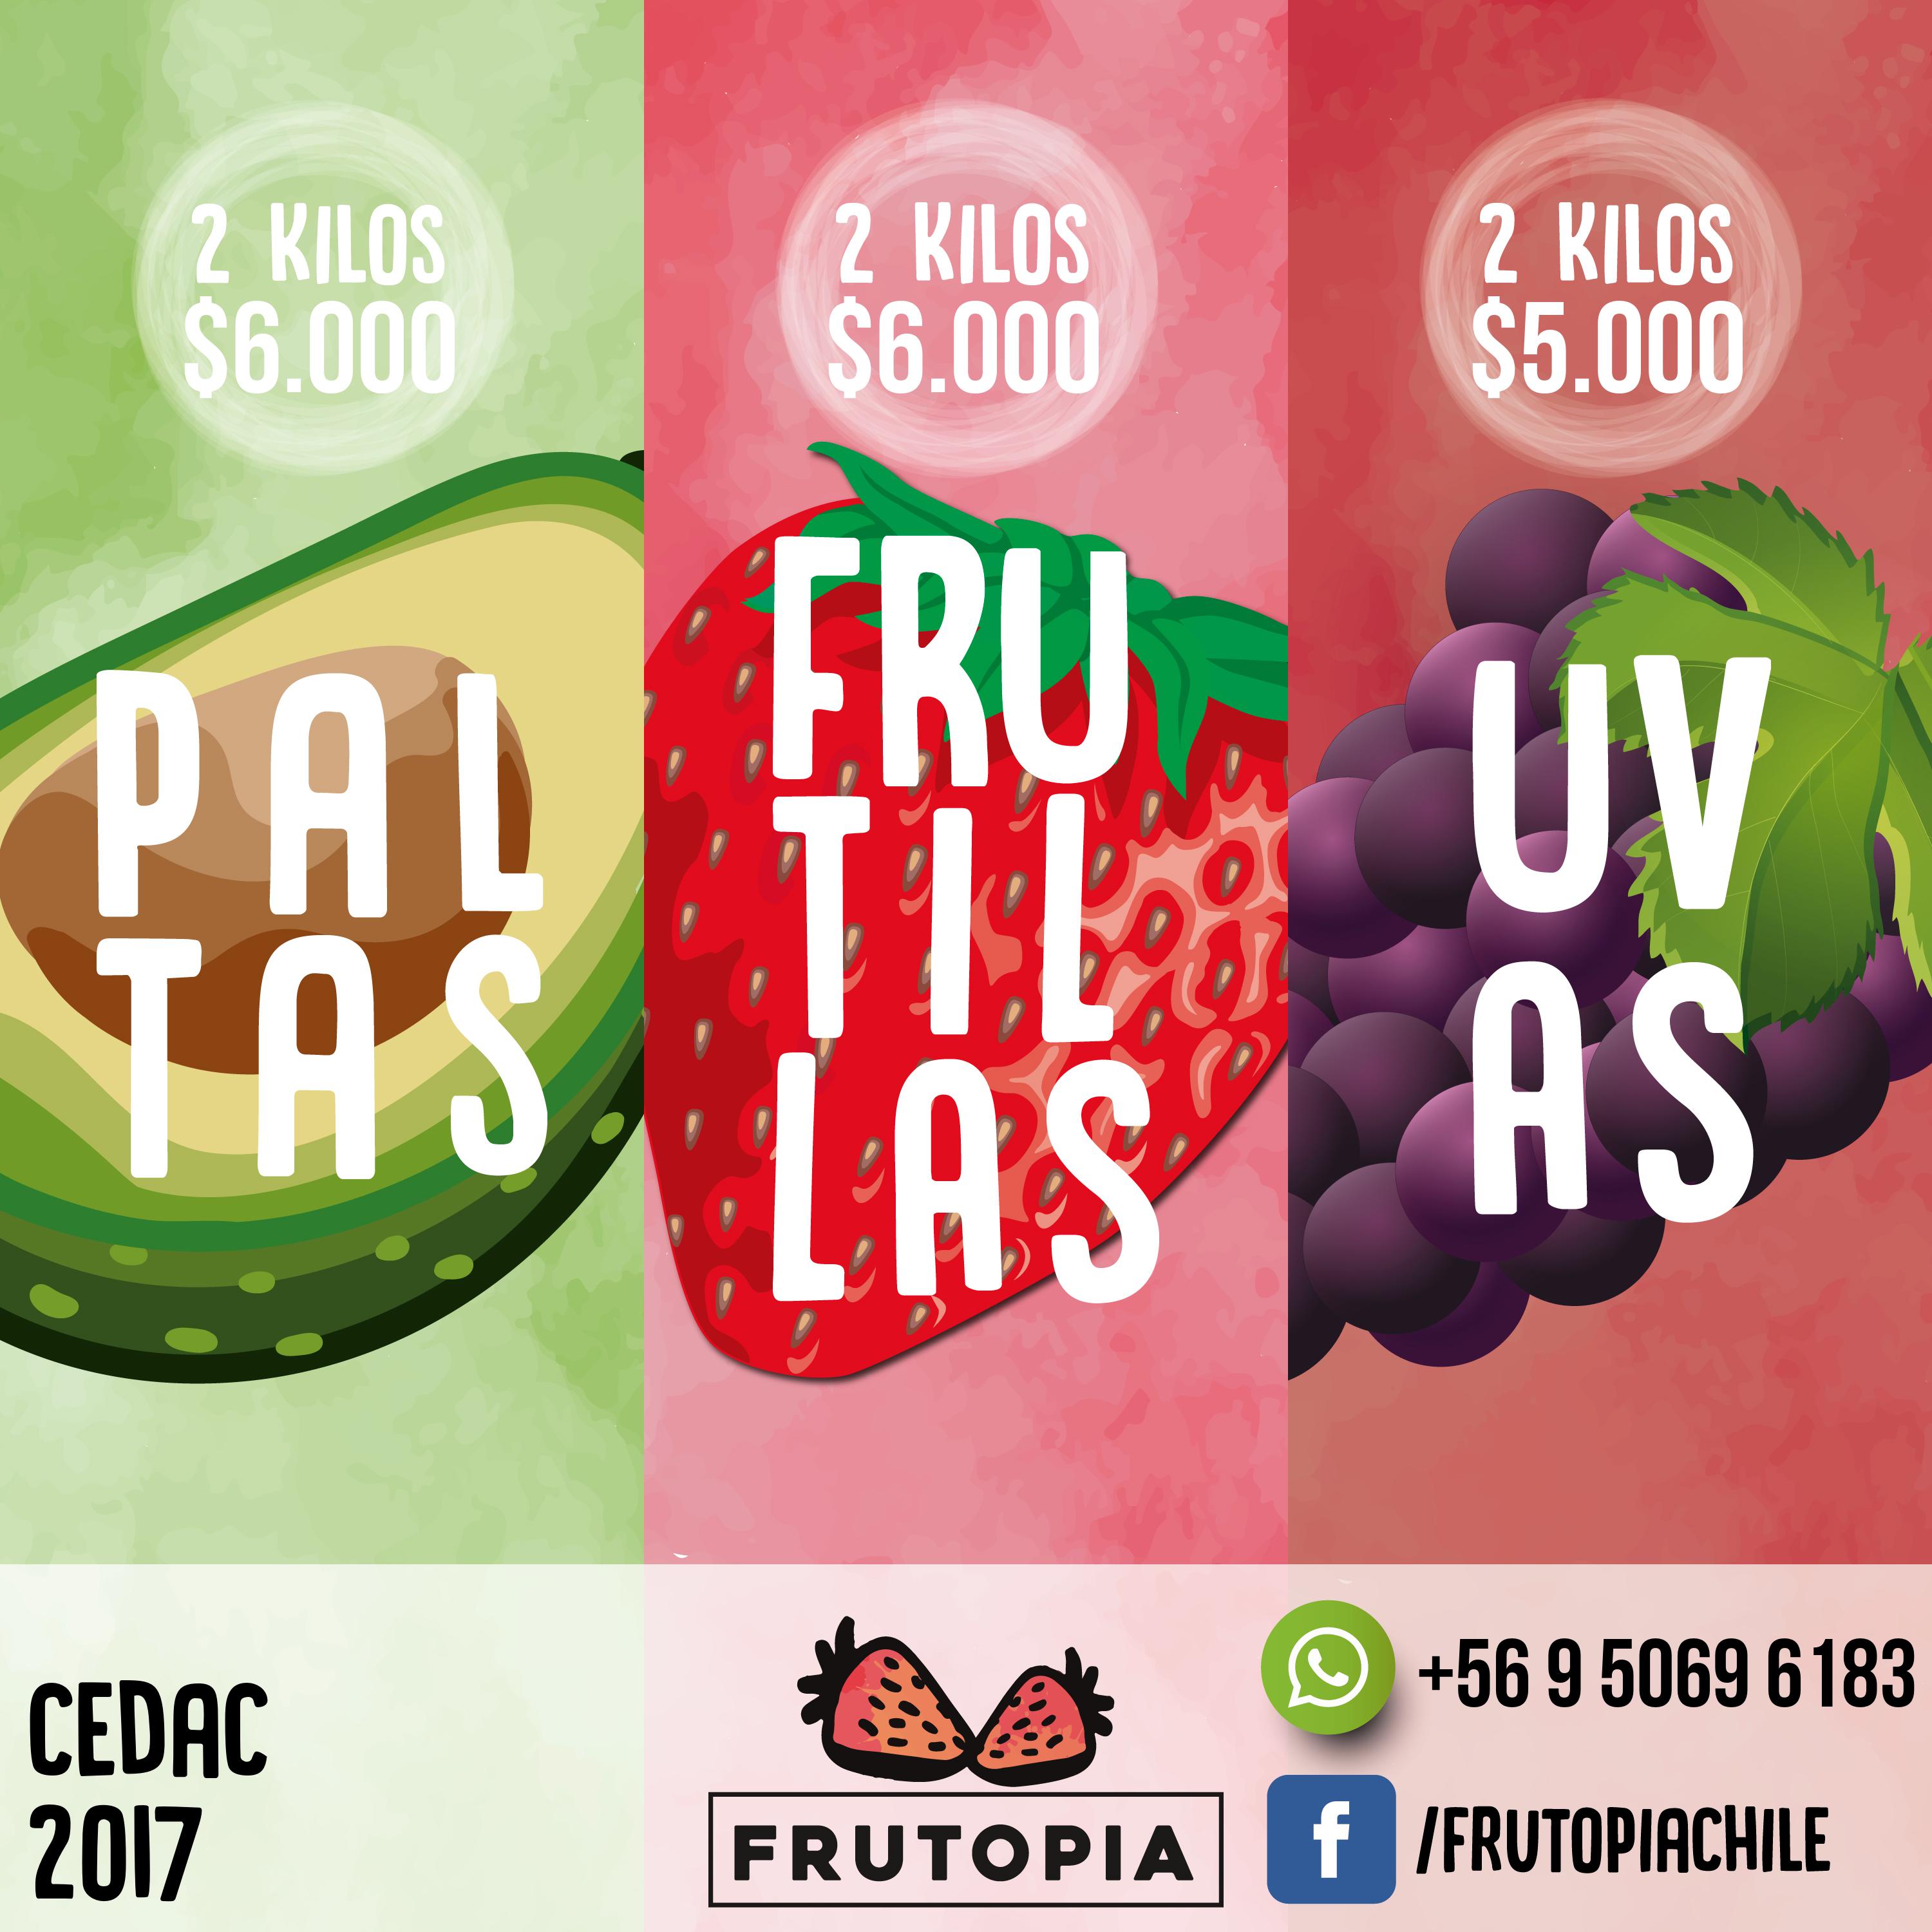 2 KILOS
$6.000
PAL
TAS
2 KILOS
$6.000
FRU
TIL
LAS
2 KILOS
$5.000
UV
AS
CEDAC
2017
FRUTOPIA
+56 9 5069 6183
/FRUTOPIACHILE